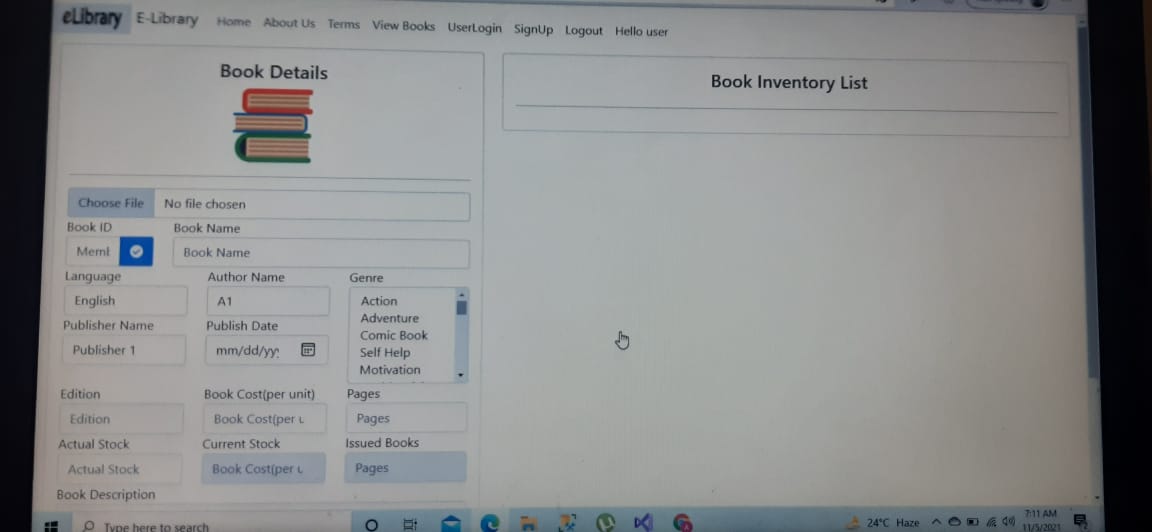 eLibrary E-Library Home About Us Terms View Books UserLogin SignUp Logout Hello user
Book Details
Choose File No file chosen
Book ID Book Name
Meml Book Name
Language Author Name Genre
English A1 Action
Adventure
Comic Book
Self Help
Motivation
Publisher Name Publish Date
Publisher 1 mm/dd/yy
Edition Book Cost(per unit) Pages
Edition Book Cost(per u Pages
Actual Stock Current Stock Issued Books
Actual Stock Book Cost(per u Pages
Book Description
Book Inventory List
Type here to search
24°C Haze
7:11 AM
11/5/2021